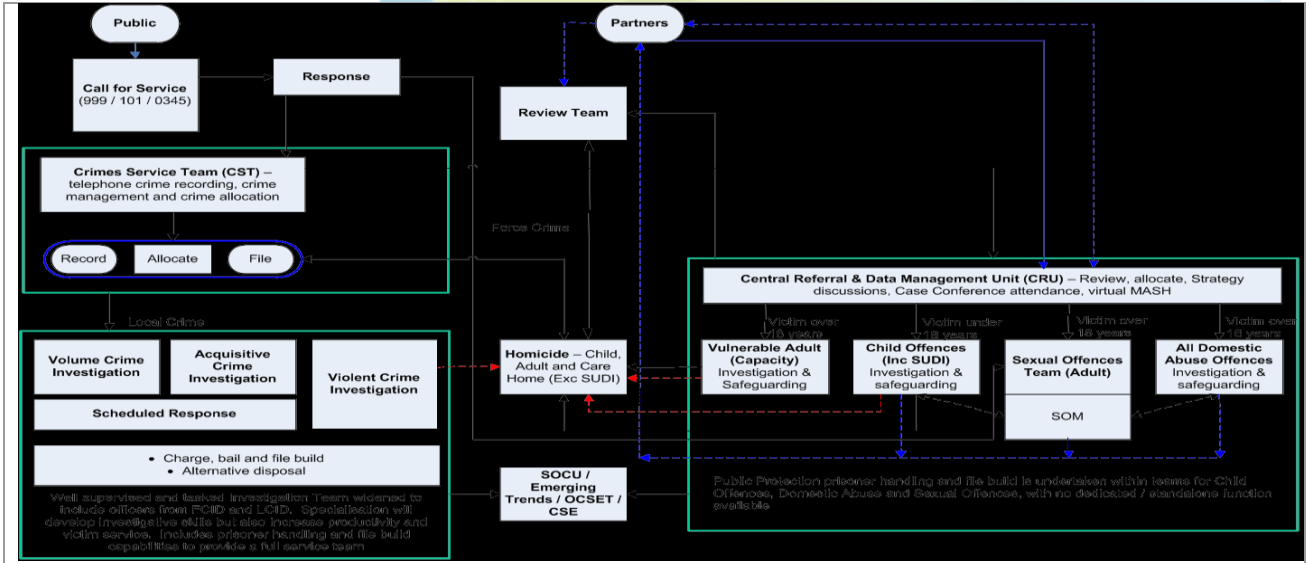 Public
Partners
Call for Service
(999 / 101 / 0345)
Response
Review Team
Crimes Service Team (CST) –
telephone crime recording, crime
management and crime allocation
Record
Allocate
File
Force Crime
Central Referral & Data Management Unit (CRU) – Review, allocate, Strategy
discussions, Case Conference attendance, virtual MASH
Local Crime
Victim over
Victim under
18 years
Victim over
18 years
Victim over
Volume Crime
Investigation
Acquisitive
Crime
Investigation
Violent Crime
Investigation
Scheduled Response
Homicide – Child,
Adult and Care
Home (Exc SUDI)
Vulnerable Adult
(Capacity)
Investigation &
Safeguarding
Child Offences
(Inc SUDI)
Investigation &
safeguarding
Sexual Offences
Team (Adult)
SOM
All Domestic
Abuse Offences
Investigation &
safeguarding
• Charge, bail and file build
• Alternative disposal
SOCU /
Emerging
Trends / OCSET /
CSE
Well supervised and tasked Investigation Team widened to
include officers from FCID and LCID. Specialisation will
develop investigative skills but also increase productivity and
victim service. Includes prisoner handling and file build
capabilities to provide a full service team
Public Protection prisoner handling and file build is undertaken within teams for Child
Offences, Domestic Abuse and Sexual Offences, with no dedicated / standalone function
available